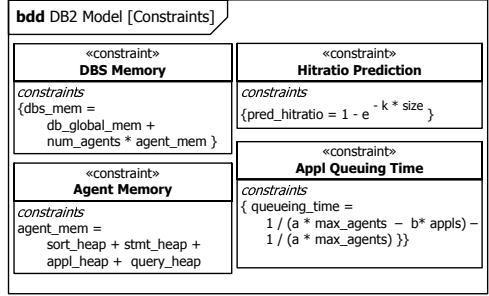 bdd DB2 Model [Constraints]
«constraint»
DBS Memory
constraints
{dbs_mem =
db_global_mem +
num_agents * agent_mem }
«constraint»
Agent Memory
constraints
agent_mem =
sort_heap + stmt_heap +
appl_heap + query_heap
«constraint»
Hitratio Prediction
constraints
{pred_hitratio = 1 - e - k * size }
«constraint»
Appl Queuing Time
constraints
{ queueing_time =
1 / (a * max_agents – b* appls) –
1 / (a * max_agents) }}